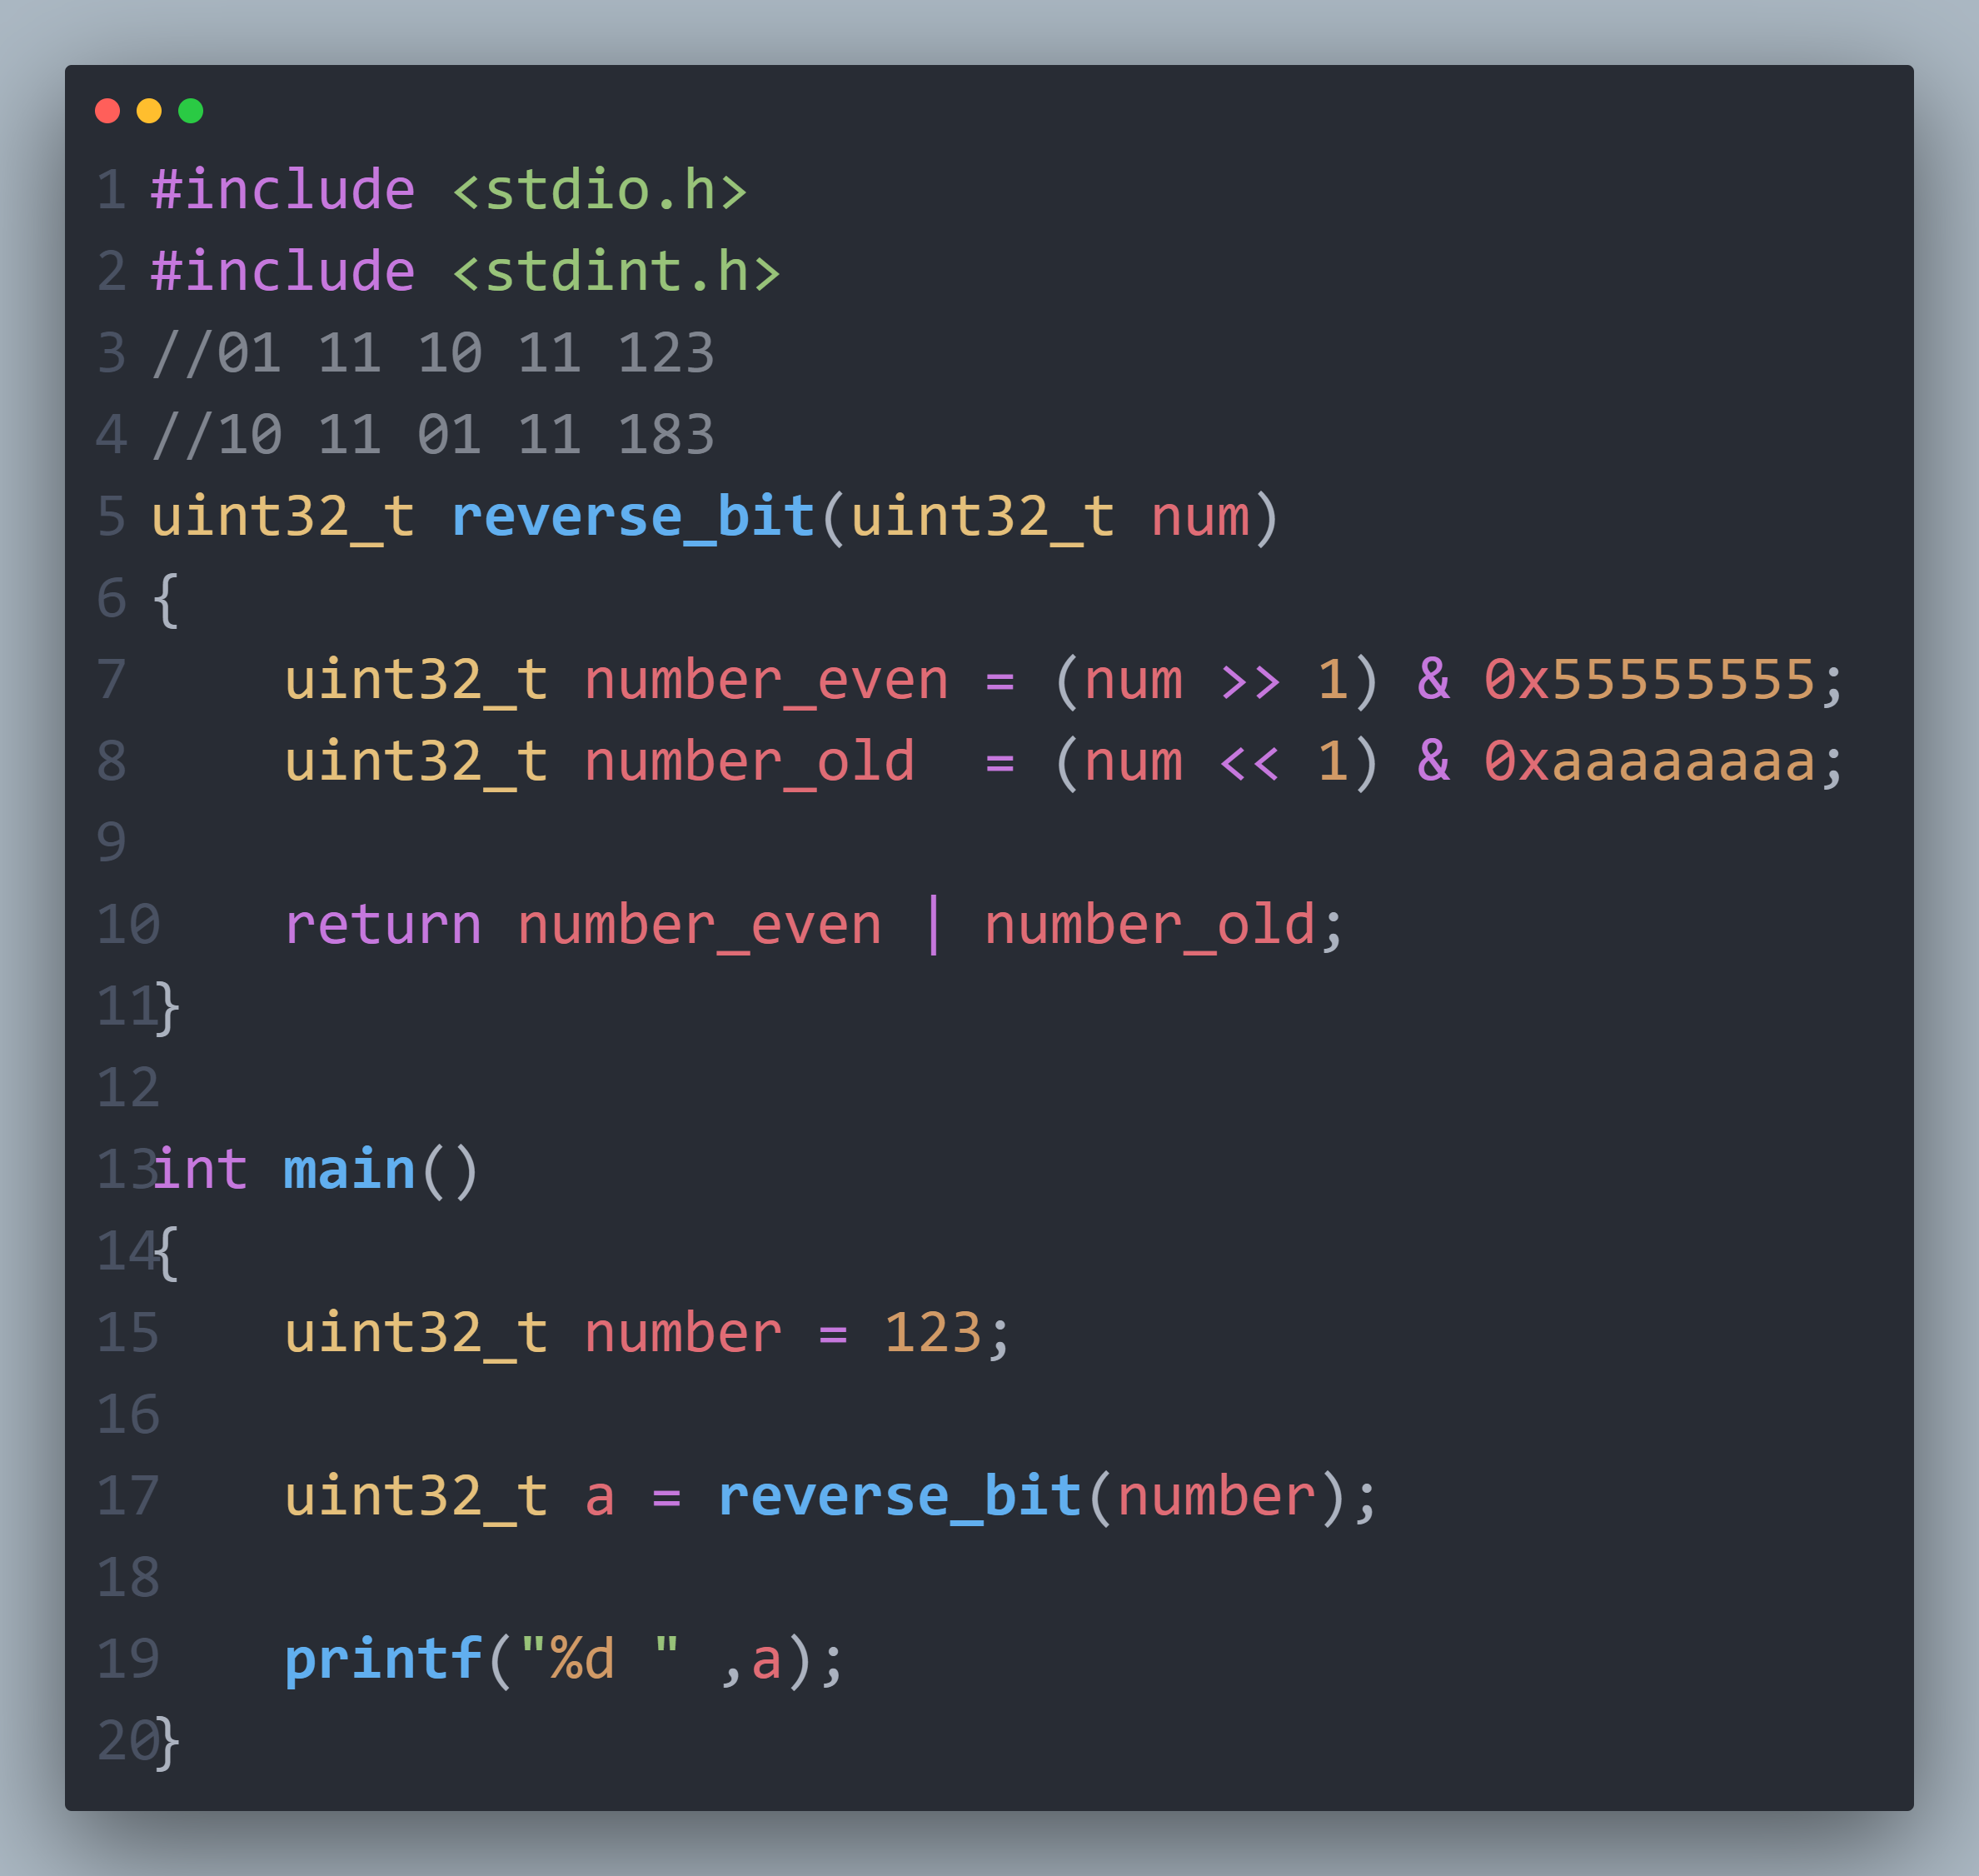 1 #include <stdio.h>
2 #include <stdint.h>
3 //01 11 10 11 123
4 //10 11 01 11 183
5 uint32_t reverse_bit(uint32_t num)
6 {
7     uint32_t number_even = (num >> 1) & 0x55555555;
8     uint32_t number_old  = (num << 1) & 0xaaaaaaaa;
9
10     return number_even | number_old;
11 }
12
13 int main()
14 {
15     uint32_t number = 123;
16
17     uint32_t a = reverse_bit(number);
18
19     printf("%d " ,a);
20 }